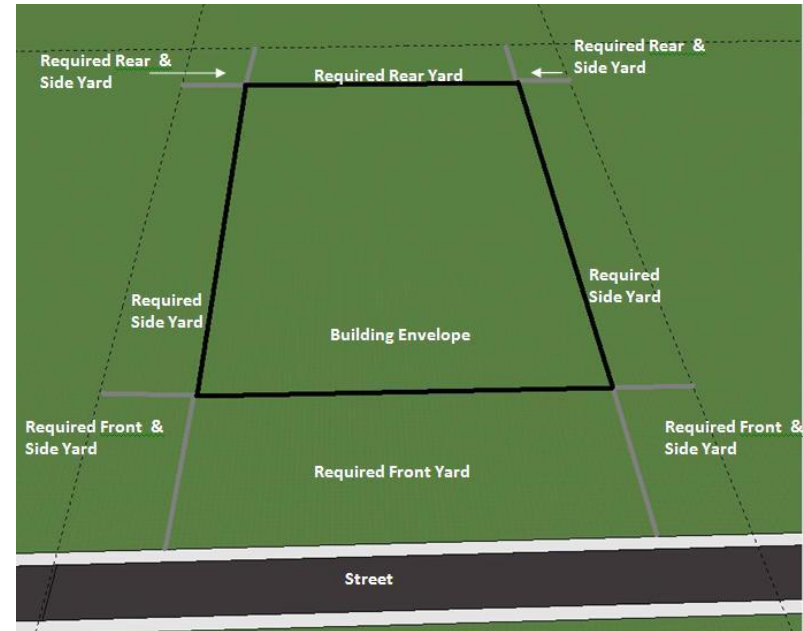 Required Rear &
Side Yard
Required Rear Yard
Required Rear &
Side Yard
Required
Side Yard
Required
Side Yard
Building Envelope
Required Front &
Side Yard
Required Front Yard
Required Front &
Side Yard
Street